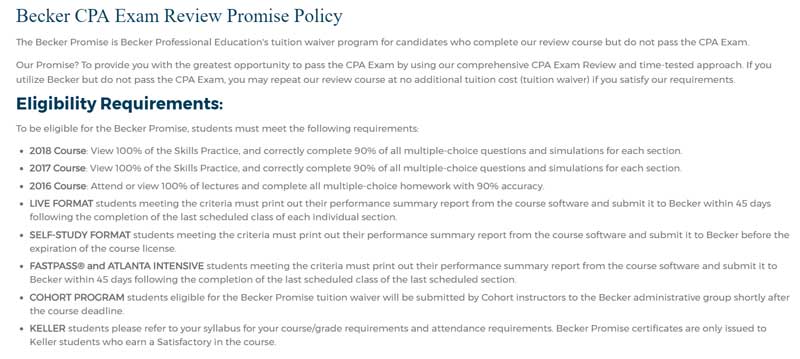 Becker CPA Exam Review Promise Policy
The Becker Promise is Becker Professional Education's tuition waiver program for candidates who complete our review course but do not pass the CPA Exam.
Our Promise? To provide you with the greatest opportunity to pass the CPA Exam by using our comprehensive CPA Exam Review and time-tested approach. If you
utilize Becker but do not pass the CPA Exam, you may repeat our review course at no additional tuition cost (tuition waiver) if you satisfy our requirements.
Eligibility Requirements:
To be eligible for the Becker Promise, students must meet the following requirements:
• 2018 Course: View 100% of the Skills Practice, and correctly complete 90% of all multiple-choice questions and simulations for each section.
• 2017 Course: View 100% of the Skills Practice, and correctly complete 90% of all multiple-choice questions and simulations for each section.
• 2016 Course: Attend or view 100% of lectures and complete all multiple-choice homework with 90% accuracy.
• LIVE FORMAT students meeting the criteria must print out their performance summary report from the course software and submit it to Becker within 45 days
following the completion of the last scheduled class of each individual section.
• SELF-STUDY FORMAT students meeting the criteria must print out their performance summary report from the course software and submit it to Becker before the
expiration of the course license.
• FASTPASS® and ATLANTA INTENSIVE students meeting the criteria must print out their performance summary report from the course software and submit it to
Becker within 45 days following the completion of the last scheduled class of the last scheduled section.
• COHORT PROGRAM students eligible for the Becker Promise tuition waiver will be submitted by Cohort instructors to the Becker administrative group shortly after
the course deadline.
• KELLER students please refer to your syllabus for your course/grade requirements and attendance requirements. Becker Promise certificates are only issued to
Keller students who earn a Satisfactory in the course.